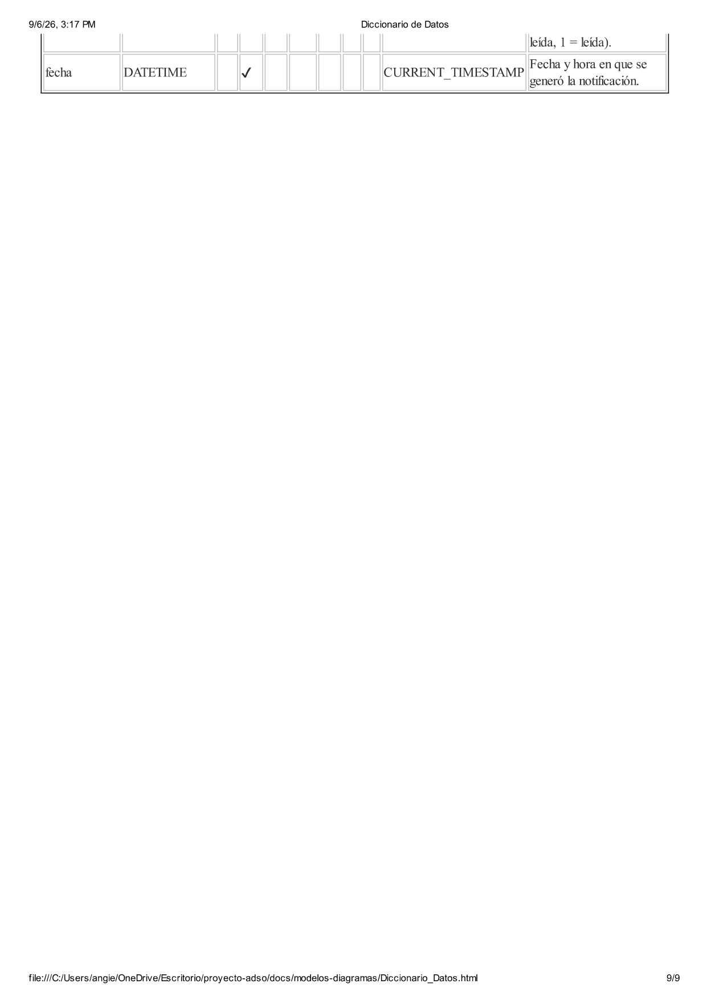 9/6/26, 3:17 PM Diccionario de Datos
leída, 1 = leída).
fecha DATETIME ✓ CURRENT_TIMESTAMP Fecha y hora en que se
generó la notificación.
file:///C:/Users/angie/OneDrive/Escritorio/proyecto-adso/docs/modelos-diagramas/Diccionario_Datos.html 9/9